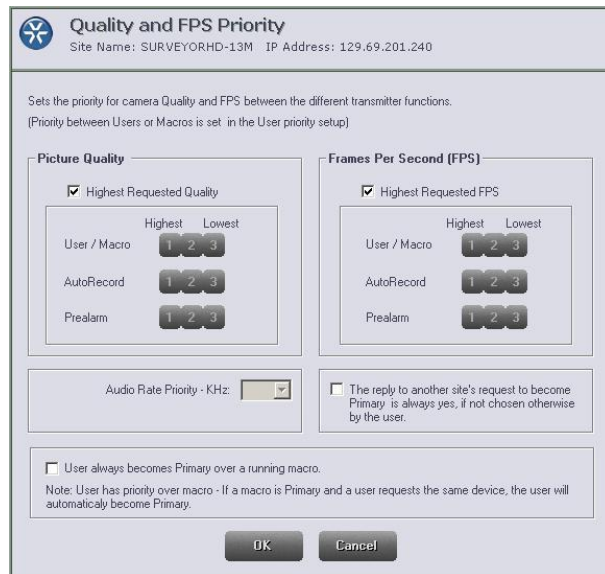 Quality and FPS Priority
Site Name: SURVEYORHD-13M IP Address: 129.69.201.240
Sets the priority for camera Quality and FPS between the different transmitter functions.
(Priority between Users or Macros is set in the User priority setup)
Picture Quality
Highest Requested Quality
Highest Lowest
User / Macro 1 2 3
AutoRecord 1 2 3
Prealarm 1 2 3
Frames Per Second (FPS)
Highest Requested FPS
Highest Lowest
User / Macro 1 2 3
AutoRecord 1 2 3
Prealarm 1 2 3
Audio Rate Priority - KHz:
The reply to another site's request to become
Primary is always yes, if not chosen otherwise
by the user.
User always becomes Primary over a running macro.
Note: User has priority over macro - If a macro is Primary and a user requests the same device, the user will
automaticaly become Primary.
OK Cancel